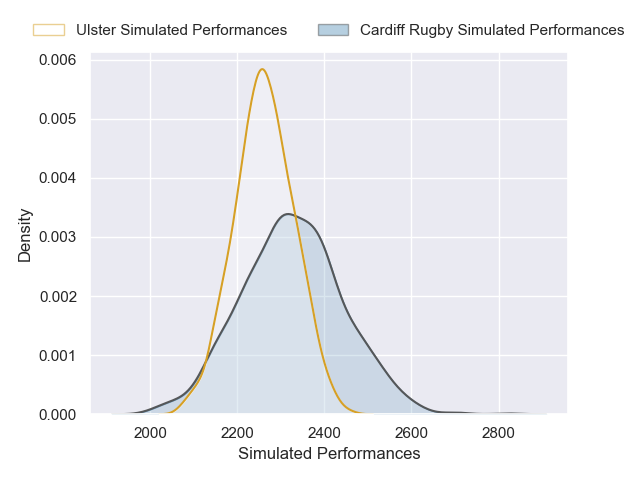 Ulster Simulated Performances Cardiff Rugby Simulated Performances
0.006
0.005
0.004
0.003
0.002
0.001
0.000
Density
2000 2200 2400 2600 2800
Simulated Performances